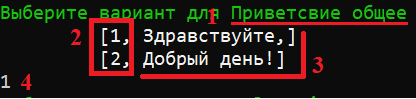 1
Выберите вариант для Приветсвие общее
2 [1, Здравствуйте,]
[2, Добрый день!] 3
1 4